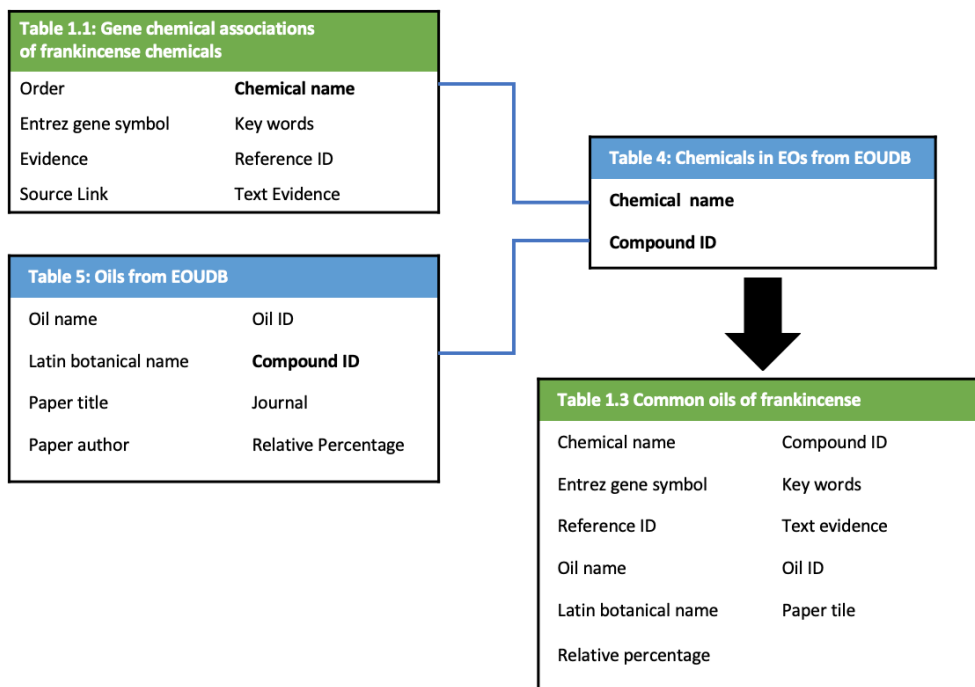 Table 1.1: Gene chemical associations
of frankincense chemicals
Order Chemical name
Entrez gene symbol Key words
Evidence Reference ID
Source Link Text Evidence
Table 5: Oils from EOUDB
Oil name Oil ID
Latin botanical name Compound ID
Paper title Journal
Paper author Relative Percentage
Table 4: Chemicals in EOs from EOUDB
Chemical name
Compound ID
Table 1.3 Common oils of frankincense
Chemical name Compound ID
Entrez gene symbol Key words
Reference ID Text evidence
Oil name Oil ID
Latin botanical name Paper tile
Relative percentage